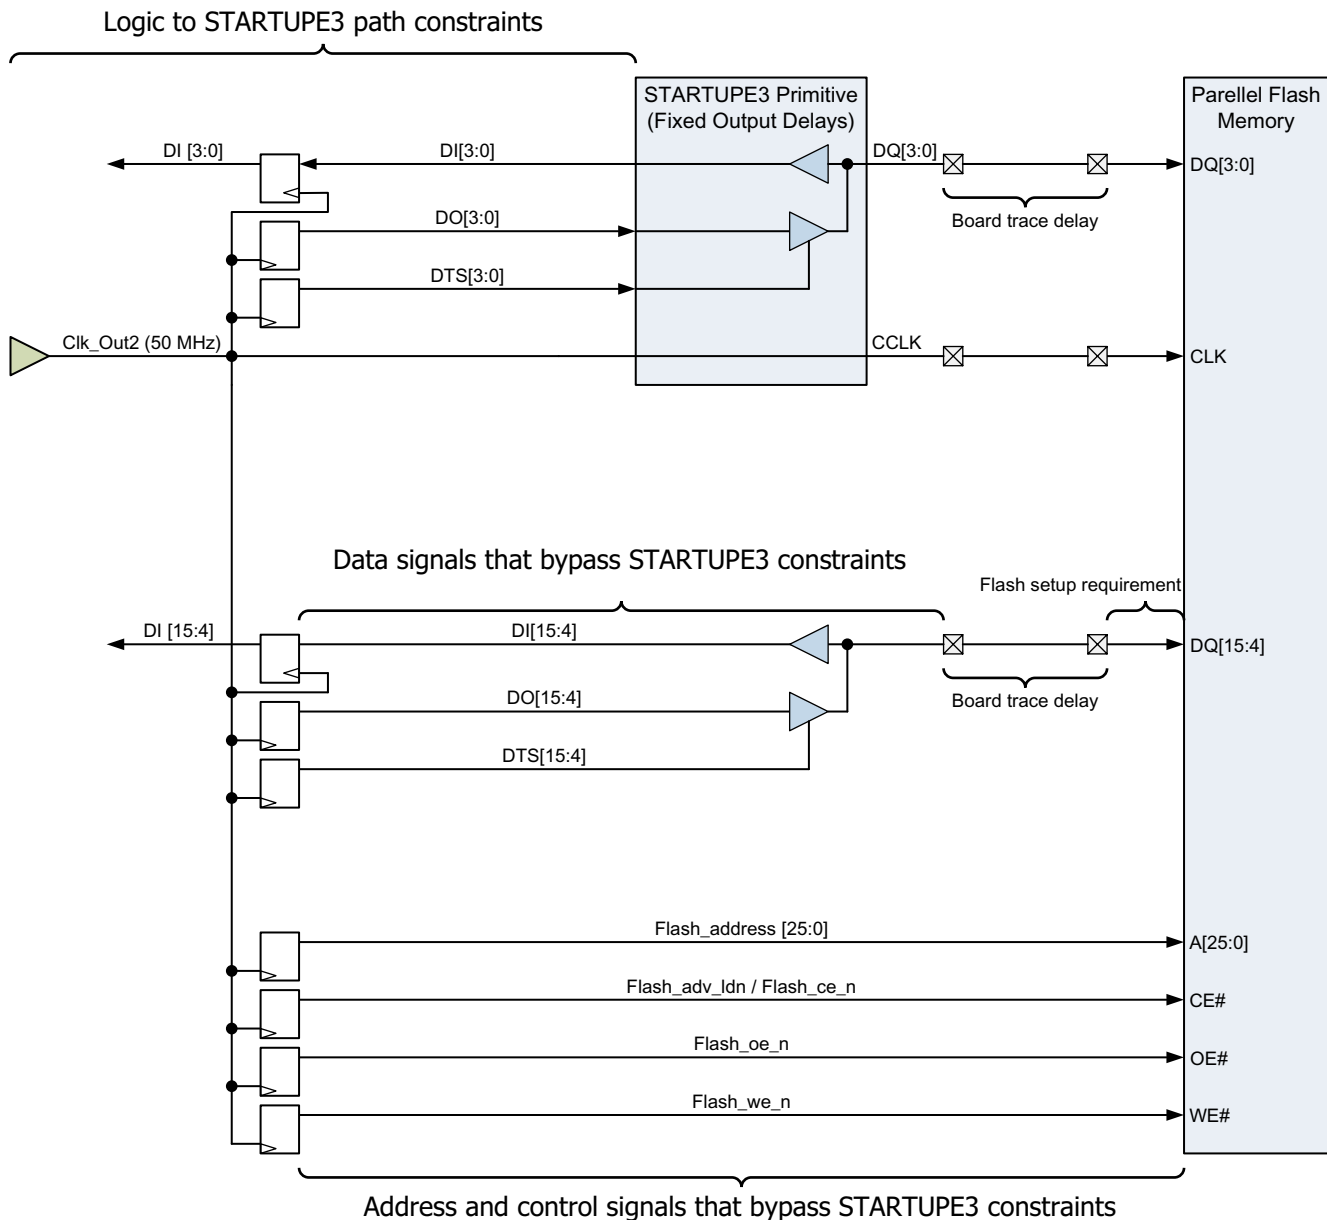 Logic to STARTUPE3 path constraints
STARTUPE3 Primitive
(Fixed Output Delays)
Parellel Flash
Memory
DI [3:0]
DI[3:0]
DQ[3:0]
DQ[3:0]
Board trace delay
DO[3:0]
DTS[3:0]
Clk_Out2 (50 MHz)
CCLK
CLK
Data signals that bypass STARTUPE3 constraints
Flash setup requirement
DI [15:4]
DI[15:4]
DQ[15:4]
Board trace delay
DO[15:4]
DTS[15:4]
Flash_address [25:0]
A[25:0]
Flash_adv_ldn / Flash_ce_n
CE#
Flash_oe_n
OE#
Flash_we_n
WE#
Address and control signals that bypass STARTUPE3 constraints